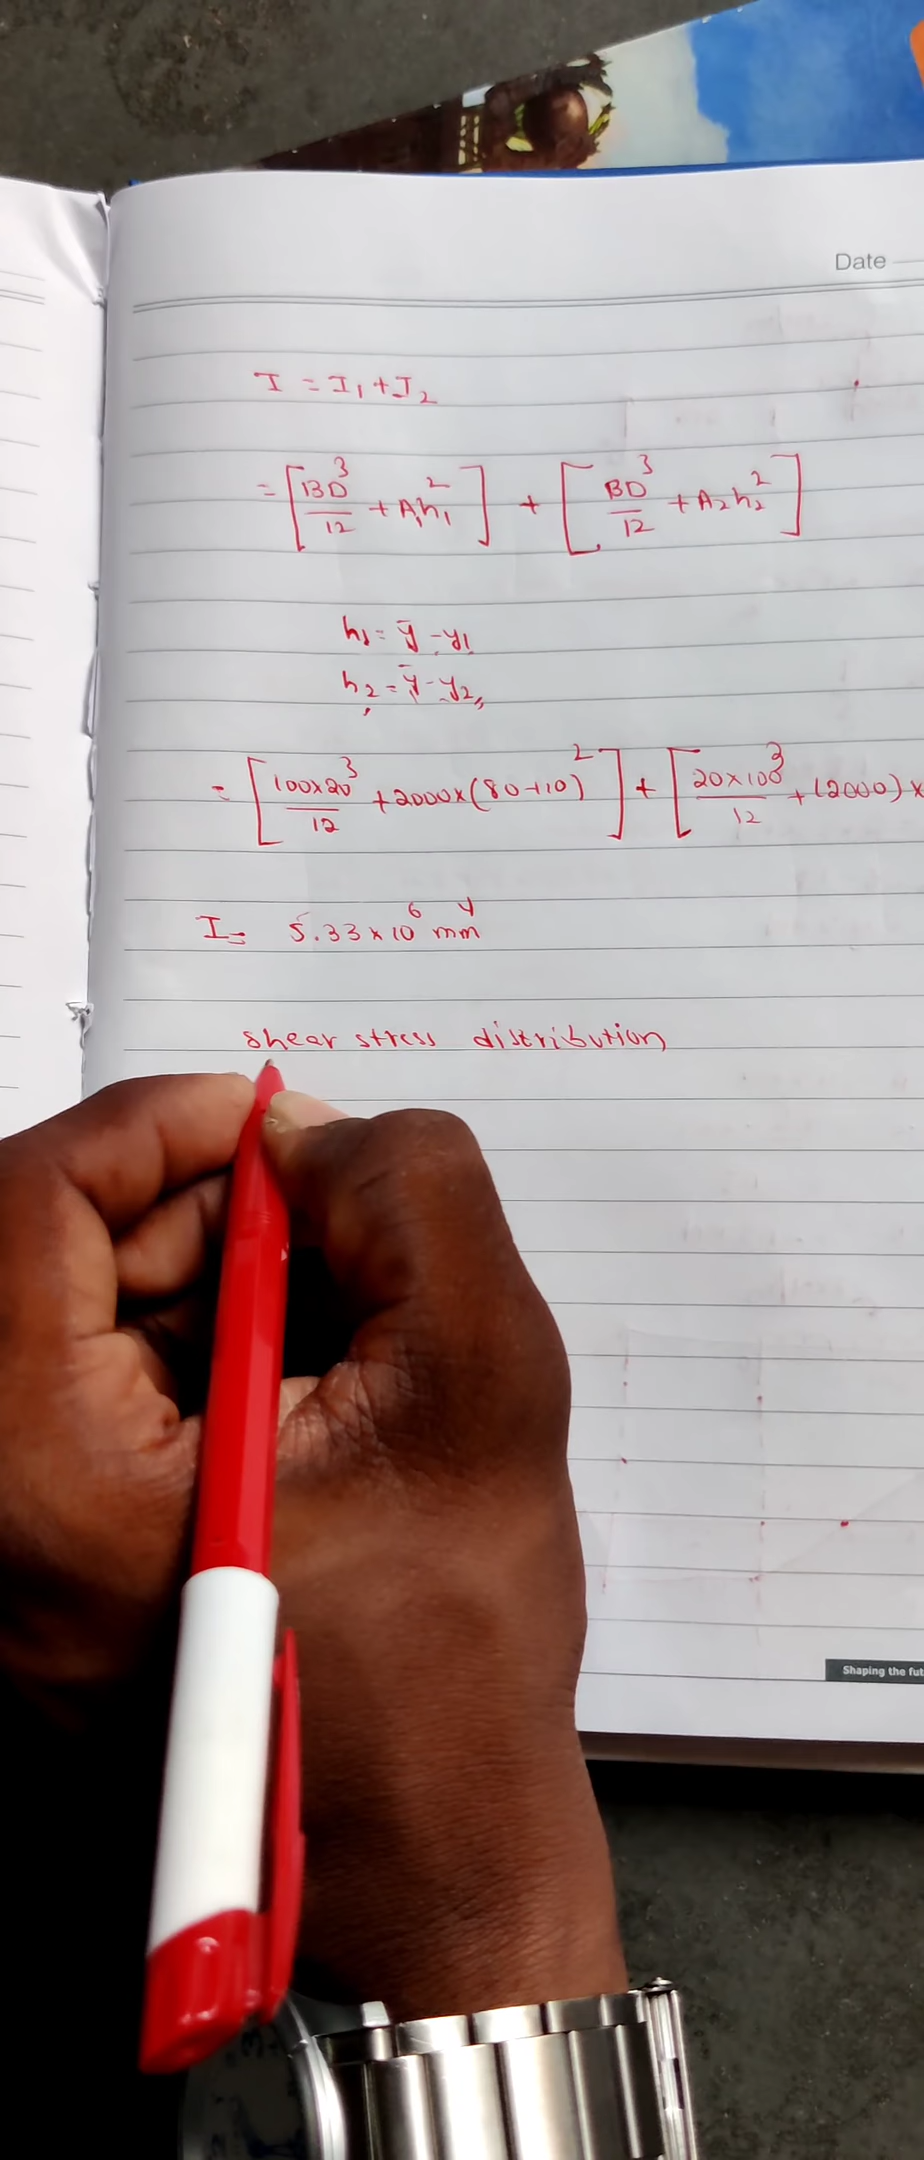 Date
I = I₁ + I₂
= [BD³/12 + A₁h₁²] + [BD³/12 + A₂h₂²]
h₁ = ȳ - y₁
h₂ = ȳ - y₂,
= [100×20³/12 + 2000×(80-110)²] + [20×100³/12 + (2000)×
I = 5.33×10⁶ mm⁴
shear stress distribution
Shaping the fut